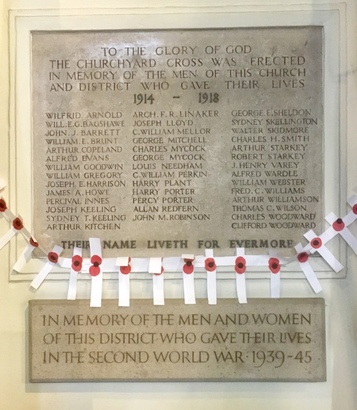 TO THE GLORY OF GOD
THE CHURCHYARD CROSS WAS ERECTED
IN MEMORY OF THE MEN OF THIS CHURCH
AND DISTRICT WHO GAVE THEIR LIVES
1914 — 1918
WILFRID ARNOLD
WILL. E.G. BAGSHAWE
JOHN. J. BARRETT
WILLIAM E. BRUNT
ARTHUR COPELAND
ALFRED EVANS
WILLIAM GOODWIN
WILLIAM GREGORY
JOSEPH. E. HARRISON
JAMES A. HOWE
PERCIVAL INNES
JOSEPH KEELING
SYDNEY T. KEELING
ARTHUR KITCHEN
ARCH. F. R. LINAKER
JOSEPH LLOYD
C. WILLIAM MELLOR
GEORGE MITCHELL
CHARLES MYCOCK
GEORGE MYCOCK
LOUIS NEEDHAM
C. WILLIAM PERKIN
HARRY PLANT
HARRY PORTER
PERCY PORTER
ALLAN REDFERN
JOHN M. ROBINSON
GEORGE E. SHELDON
SYDNEY SKELLINGTON
WALTER SKIDMORE
CHARLES H. SMITH
ARTHUR STARKEY
ROBERT STARKEY
J. HENRY VAREY
ALFRED WARDLE
WILLIAM WEBSTER
FRED. C. WILLIAMS
ARTHUR WILLIAMSON
THOMAS C. WILSON
CHARLES WOODWARD
CLIFFORD WOODWARD
THEIR NAME LIVETH FOR EVERMORE
IN MEMORY OF THE MEN AND WOMEN
OF THIS DISTRICT WHO GAVE THEIR LIVES
IN THE SECOND WORLD WAR · 1939-45